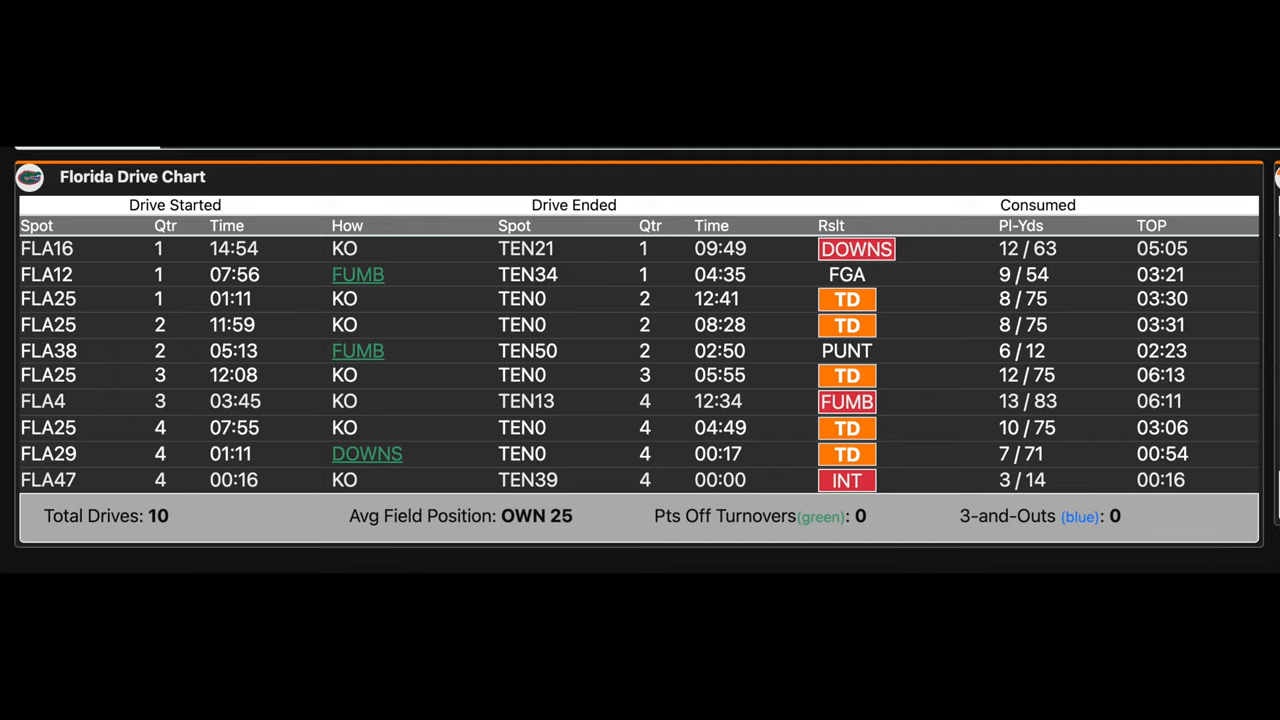 Florida Drive Chart
Drive Started Drive Ended Consumed
Spot Qtr Time How Spot Qtr Time Rslt Pl-Yds TOP
FLA16 1 14:54 KO TEN21 1 09:49 DOWNS 12 / 63 05:05
FLA12 1 07:56 FUMB TEN34 1 04:35 FGA 9 / 54 03:21
FLA25 1 01:11 KO TEN0 2 12:41 TD 8 / 75 03:30
FLA25 2 11:59 KO TEN0 2 08:28 TD 8 / 75 03:31
FLA38 2 05:13 FUMB TEN50 2 02:50 PUNT 6 / 12 02:23
FLA25 3 12:08 KO TEN0 3 05:55 TD 12 / 75 06:13
FLA4 3 03:45 KO TEN13 4 12:34 FUMB 13 / 83 06:11
FLA25 4 07:55 KO TEN0 4 04:49 TD 10 / 75 03:06
FLA29 4 01:11 DOWNS TEN0 4 00:17 TD 7 / 71 00:54
FLA47 4 00:16 KO TEN39 4 00:00 INT 3 / 14 00:16
Total Drives: 10 Avg Field Position: OWN 25 Pts Off Turnovers(green): 0 3-and-Outs (blue): 0